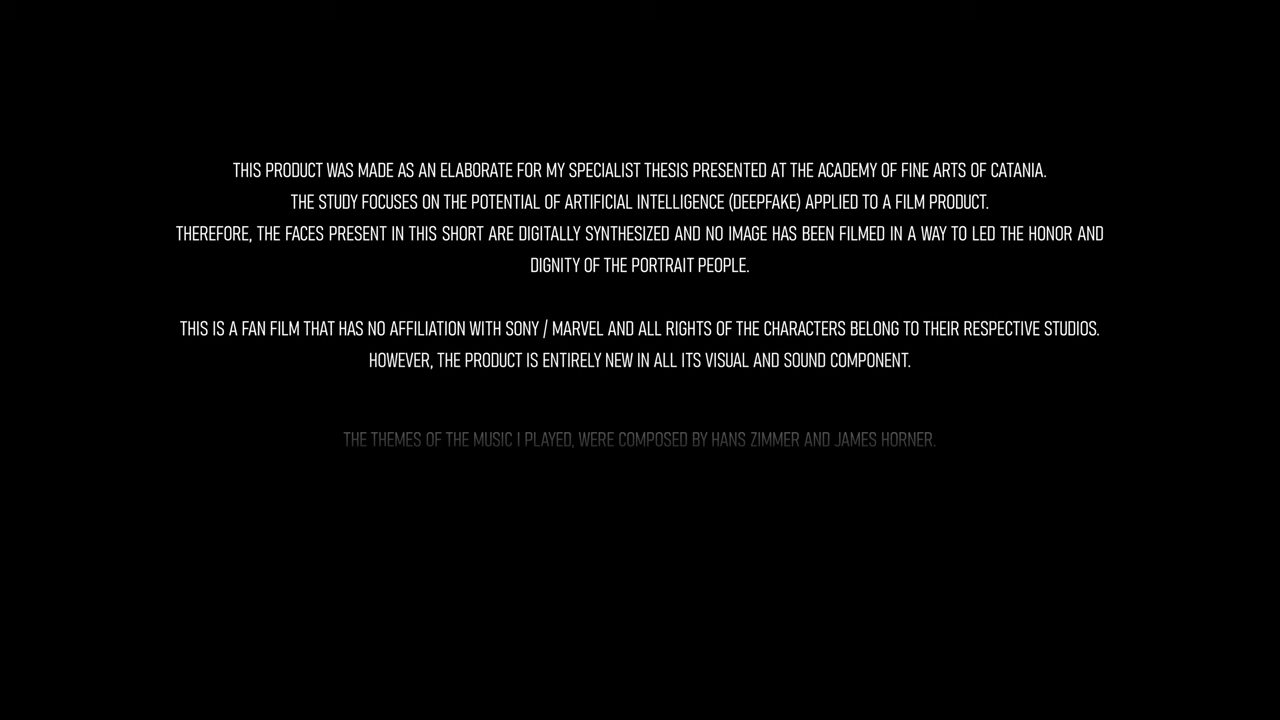 THIS PRODUCT WAS MADE AS AN ELABORATE FOR MY SPECIALIST THESIS PRESENTED AT THE ACADEMY OF FINE ARTS OF CATANIA.
THE STUDY FOCUSES ON THE POTENTIAL OF ARTIFICIAL INTELLIGENCE (DEEPFAKE) APPLIED TO A FILM PRODUCT.
THEREFORE, THE FACES PRESENT IN THIS SHORT ARE DIGITALLY SYNTHESIZED AND NO IMAGE HAS BEEN FILMED IN A WAY TO LED THE HONOR AND
DIGNITY OF THE PORTRAIT PEOPLE.
THIS IS A FAN FILM THAT HAS NO AFFILIATION WITH SONY / MARVEL AND ALL RIGHTS OF THE CHARACTERS BELONG TO THEIR RESPECTIVE STUDIOS.
HOWEVER, THE PRODUCT IS ENTIRELY NEW IN ALL ITS VISUAL AND SOUND COMPONENT.
THE THEMES OF THE MUSIC I PLAYED, WERE COMPOSED BY HANS ZIMMER AND JAMES HORNER.